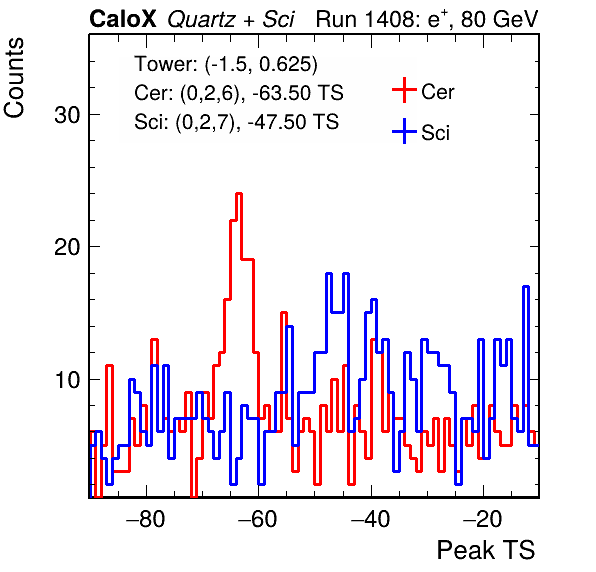 CaloX Quartz + Sci Run 1408: e+, 80 GeV
Tower: (-1.5, 0.625)
Cer: (0,2,6), -63.50 TS
Sci: (0,2,7), -47.50 TS
Cer
Sci
Counts
30
20
10
−80 −60 −40 −20
Peak TS